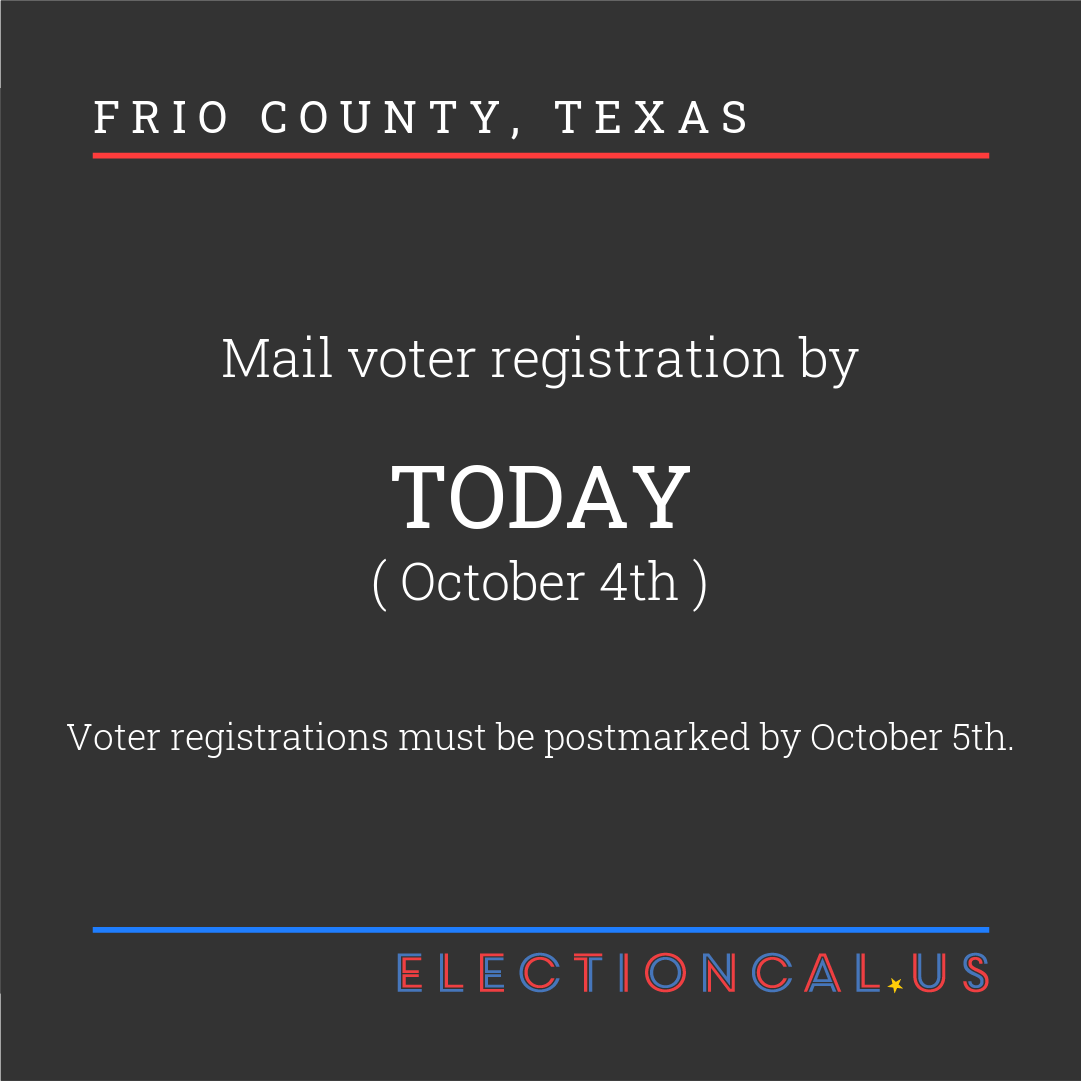 FRIO COUNTY, TEXAS
Mail voter registration by
TODAY
( October 4th )
Voter registrations must be postmarked by October 5th.
ELECTIONCAL.US